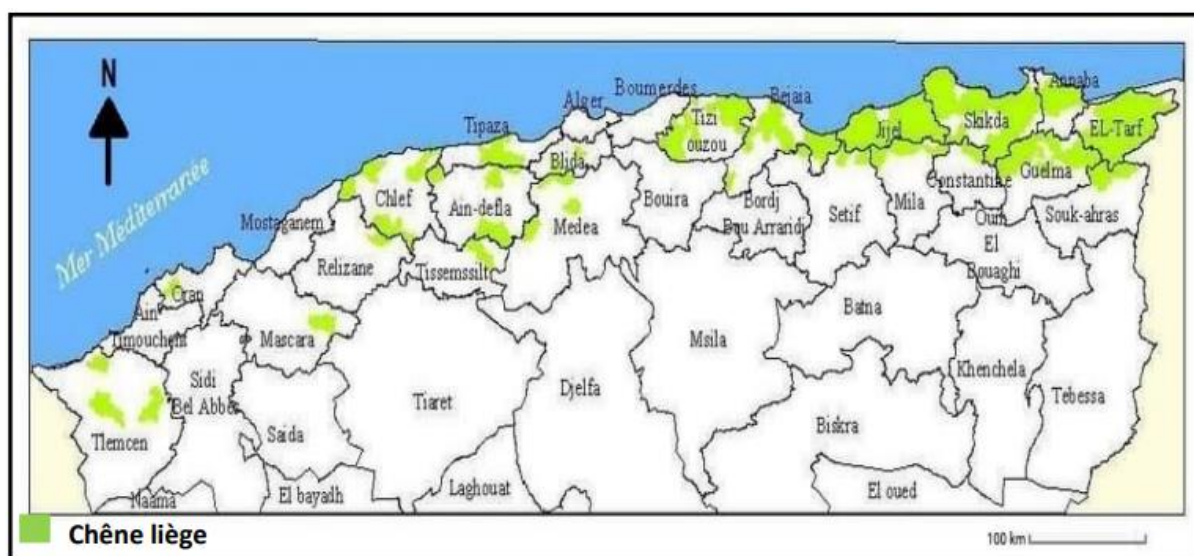 N
Mer Méditerranée
Annaba
Boumerdes
Bejaia
Alger
Tipaza
Tizi
ouzou
Jijel
Skikda
EL-Tarf
Blida
Guelma
Constantine
Chlef
Ain-defla
Medea
Bouira
Bordj
Bou Arraridj
Setif
Mila
Oum
El
Bouaghi
Souk-ahras
Mostaganem
Relizane
Tissemssilt
Oran
Ain
Timouchent
Mascara
Batna
Msila
Khenchela
Tebessa
Sidi
Bel Abbe
Tiaret
Djelfa
Biskra
Tlemcen
Saida
Naama
El bayadh
Laghouat
El oued
Chêne liège
100 km